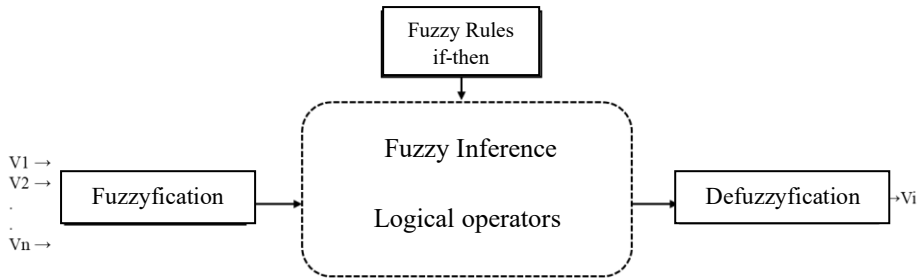 Fuzzy Rules
if-then
Fuzzy Inference
Logical operators
V1 →
V2 →
.
.
Vn →
Fuzzyfication
Defuzzyfication
→Vi